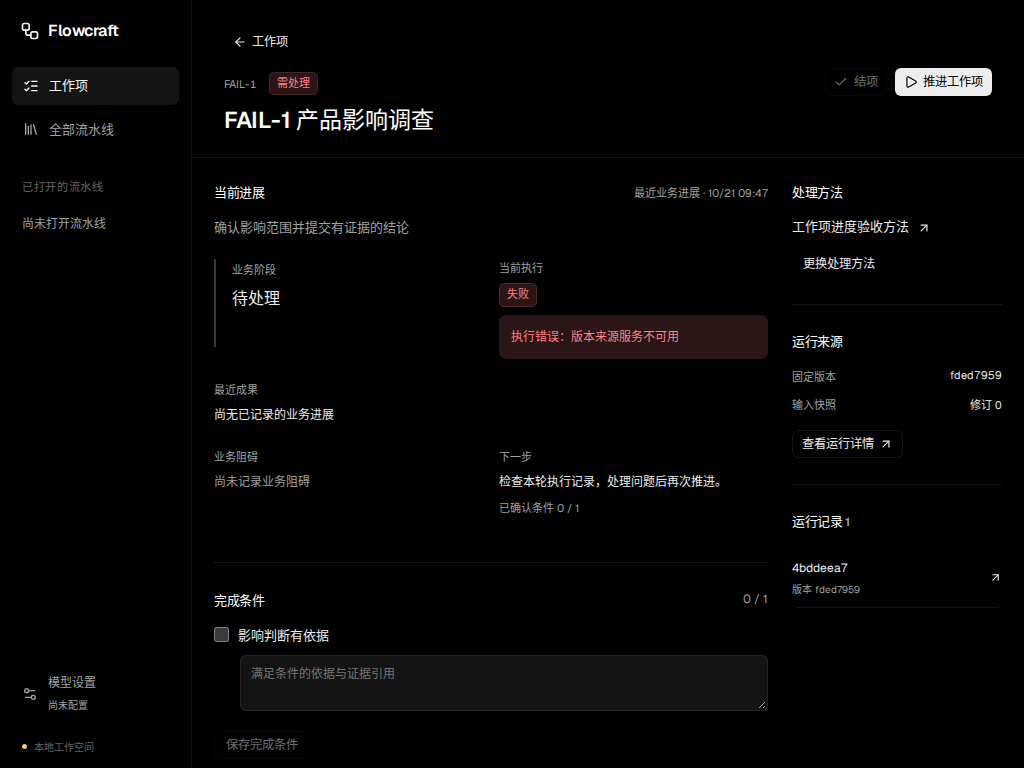 Flowcraft
工作项
全部流水线
已打开的流水线
尚未打开流水线
模型设置
尚未配置
本地工作空间
工作项
FAIL-1 需处理
FAIL-1 产品影响调查
结项 推进工作项
当前进展 最近业务进展 · 10/21 09:47
确认影响范围并提交有证据的结论
业务阶段
待处理
当前执行
失败
执行错误：版本来源服务不可用
最近成果
尚无已记录的业务进展
业务阻碍
尚未记录业务阻碍
下一步
检查本轮执行记录，处理问题后再次推进。
已确认条件 0 / 1
完成条件 0 / 1
影响判断有依据
满足条件的依据与证据引用
保存完成条件
处理方法
工作项进度验收方法
更换处理方法
运行来源
固定版本 fded7959
输入快照 修订 0
查看运行详情
运行记录 1
4bddeea7
版本 fded7959